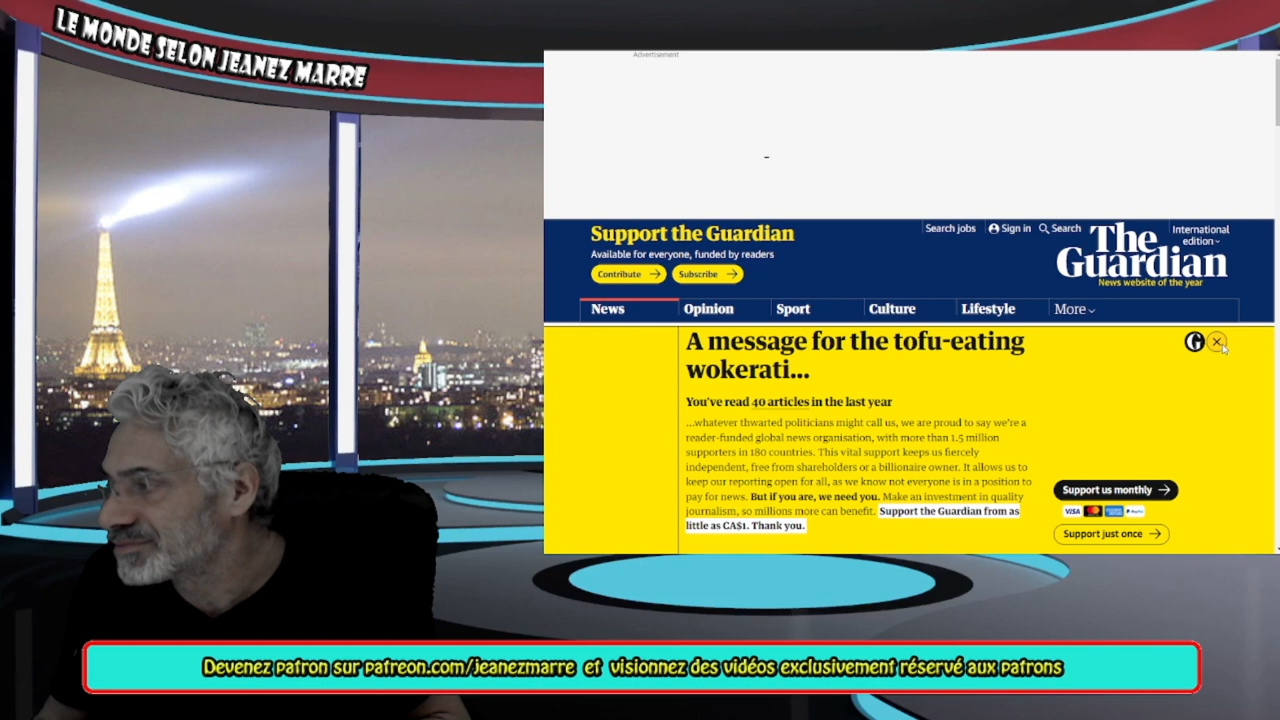 LE MONDE SELON JEANEZ MARRE
Advertisement
Support the Guardian
Available for everyone, funded by readers
Contribute →
Subscribe →
Search jobs
Sign in
Search
International
edition
The
Guardian
News website of the year
News
Opinion
Sport
Culture
Lifestyle
More
A message for the tofu-eating
wokerati...
You've read 40 articles in the last year
...whatever thwarted politicians might call us, we are proud to say we're a
reader-funded global news organisation, with more than 1.5 million
supporters in 180 countries. This vital support keeps us fiercely
independent, free from shareholders or a billionaire owner. It allows us to
keep our reporting open for all, as we know not everyone is in a position to
pay for news. But if you are, we need you. Make an investment in quality
journalism, so millions more can benefit. Support the Guardian from as
little as CA$1. Thank you.
G
Support us monthly →
VISA
PayPal
Support just once →
Devenez patron sur patreon.com/jeanezmarre et visionnez des vidéos exclusivement réservé aux patrons